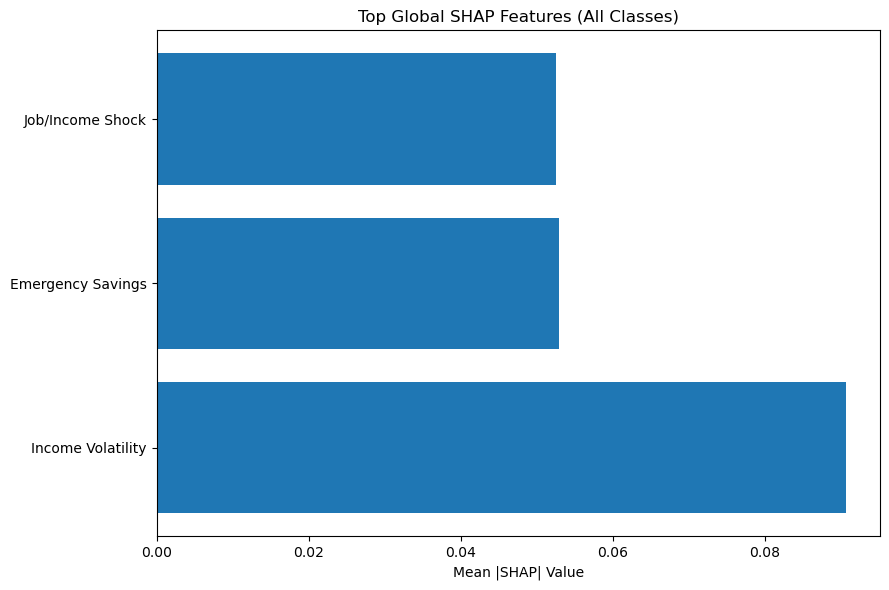 Top Global SHAP Features (All Classes)
Job/Income Shock
Emergency Savings
Income Volatility
0.00 0.02 0.04 0.06 0.08
Mean |SHAP| Value